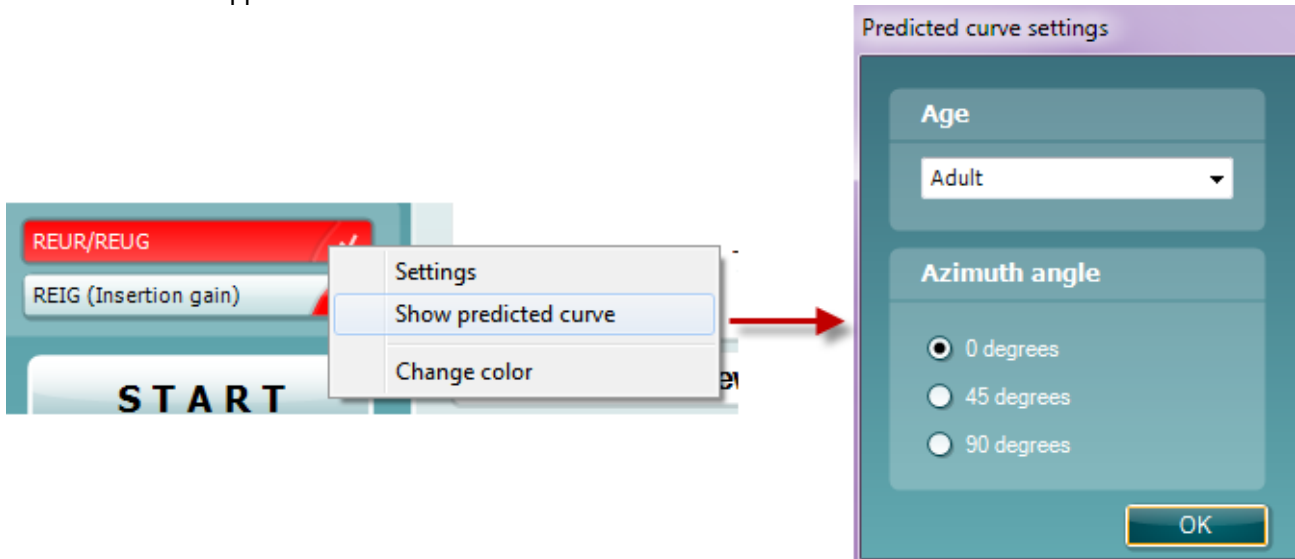 Predicted curve settings
Age
Adult
REUR/REUG
REIG (Insertion gain)
START
Settings
Show predicted curve
Change color
Azimuth angle
0 degrees
45 degrees
90 degrees
OK